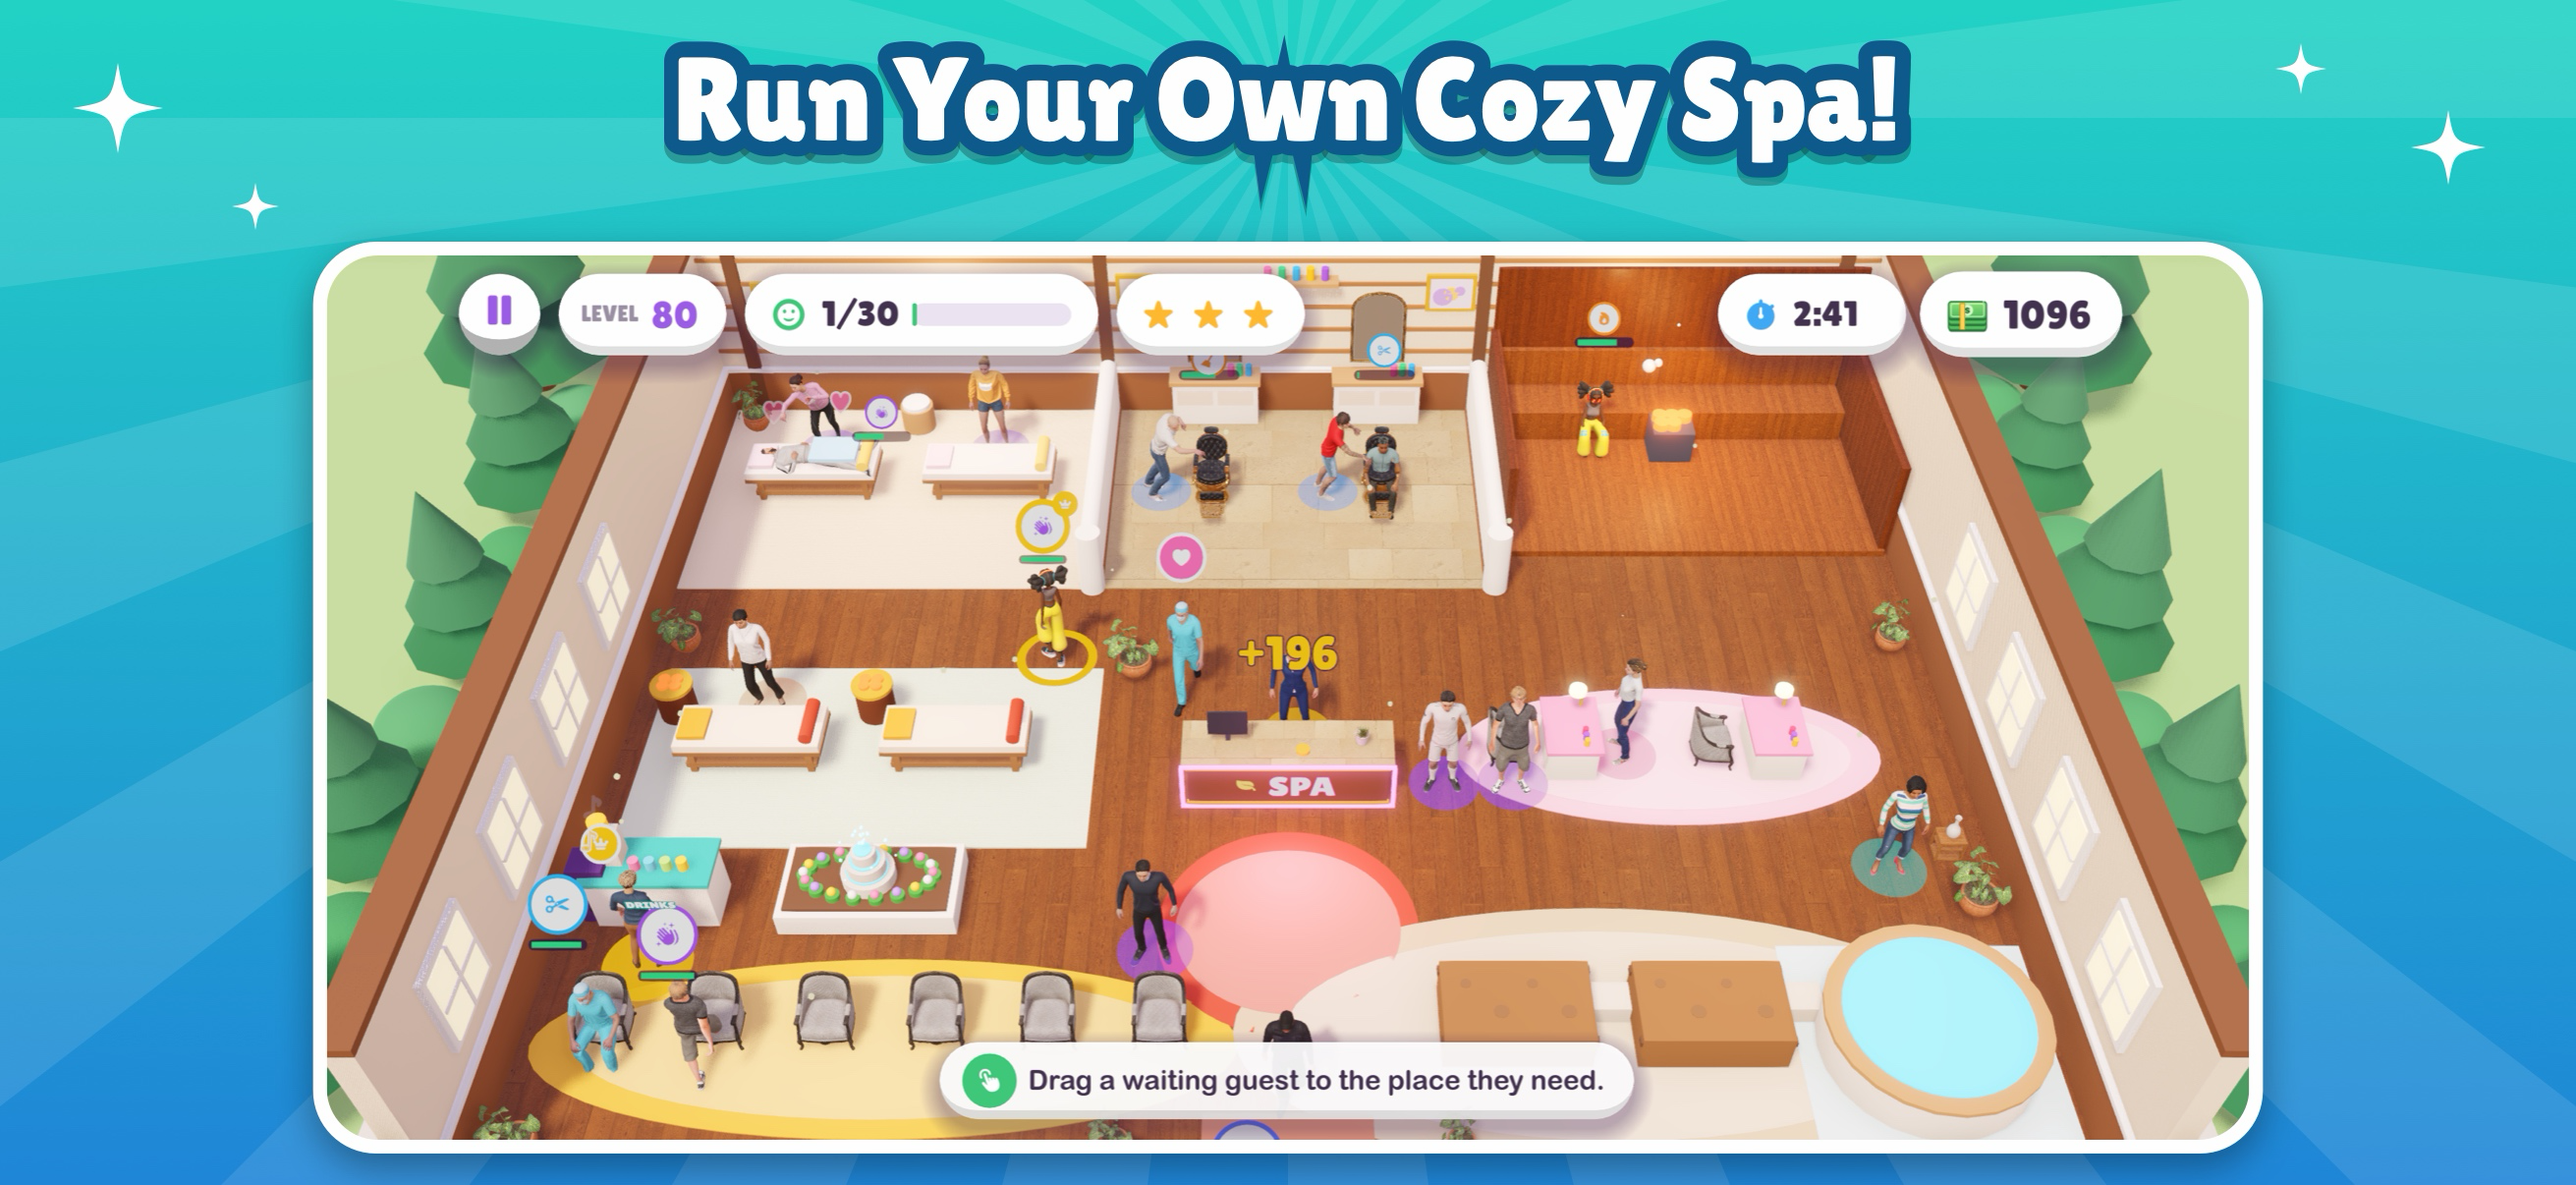 Run Your Own Cozy Spa!
LEVEL 80
1/30
2:41
1096
+196
SPA
DRINKS
Drag a waiting guest to the place they need.